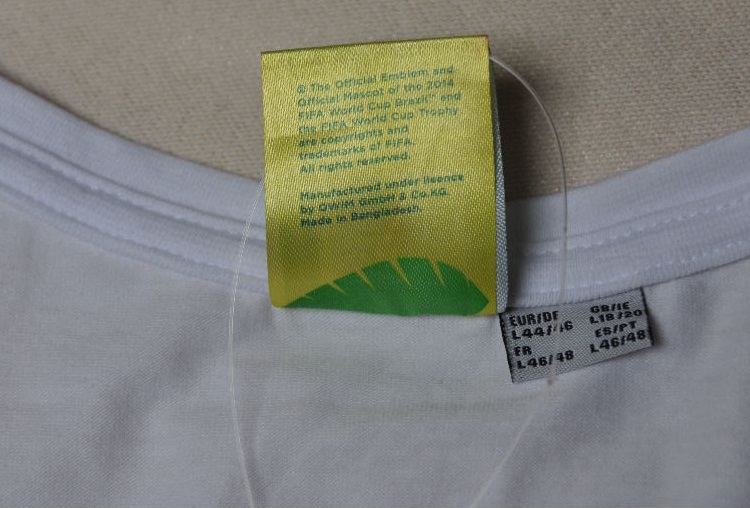 © The Official Emblem and
Official Mascot of the 2014
FIFA World Cup Brazil™ and
the FIFA World Cup Trophy
are copyrights and
trademarks of FIFA.
All rights reserved.
Manufactured under licence
by OWIM GmbH & Co.KG.
Made in Bangladesh.
EUR/DE
L44/46
FR
L46/48
GB/IE
L18/20
ES/PT
L46/48